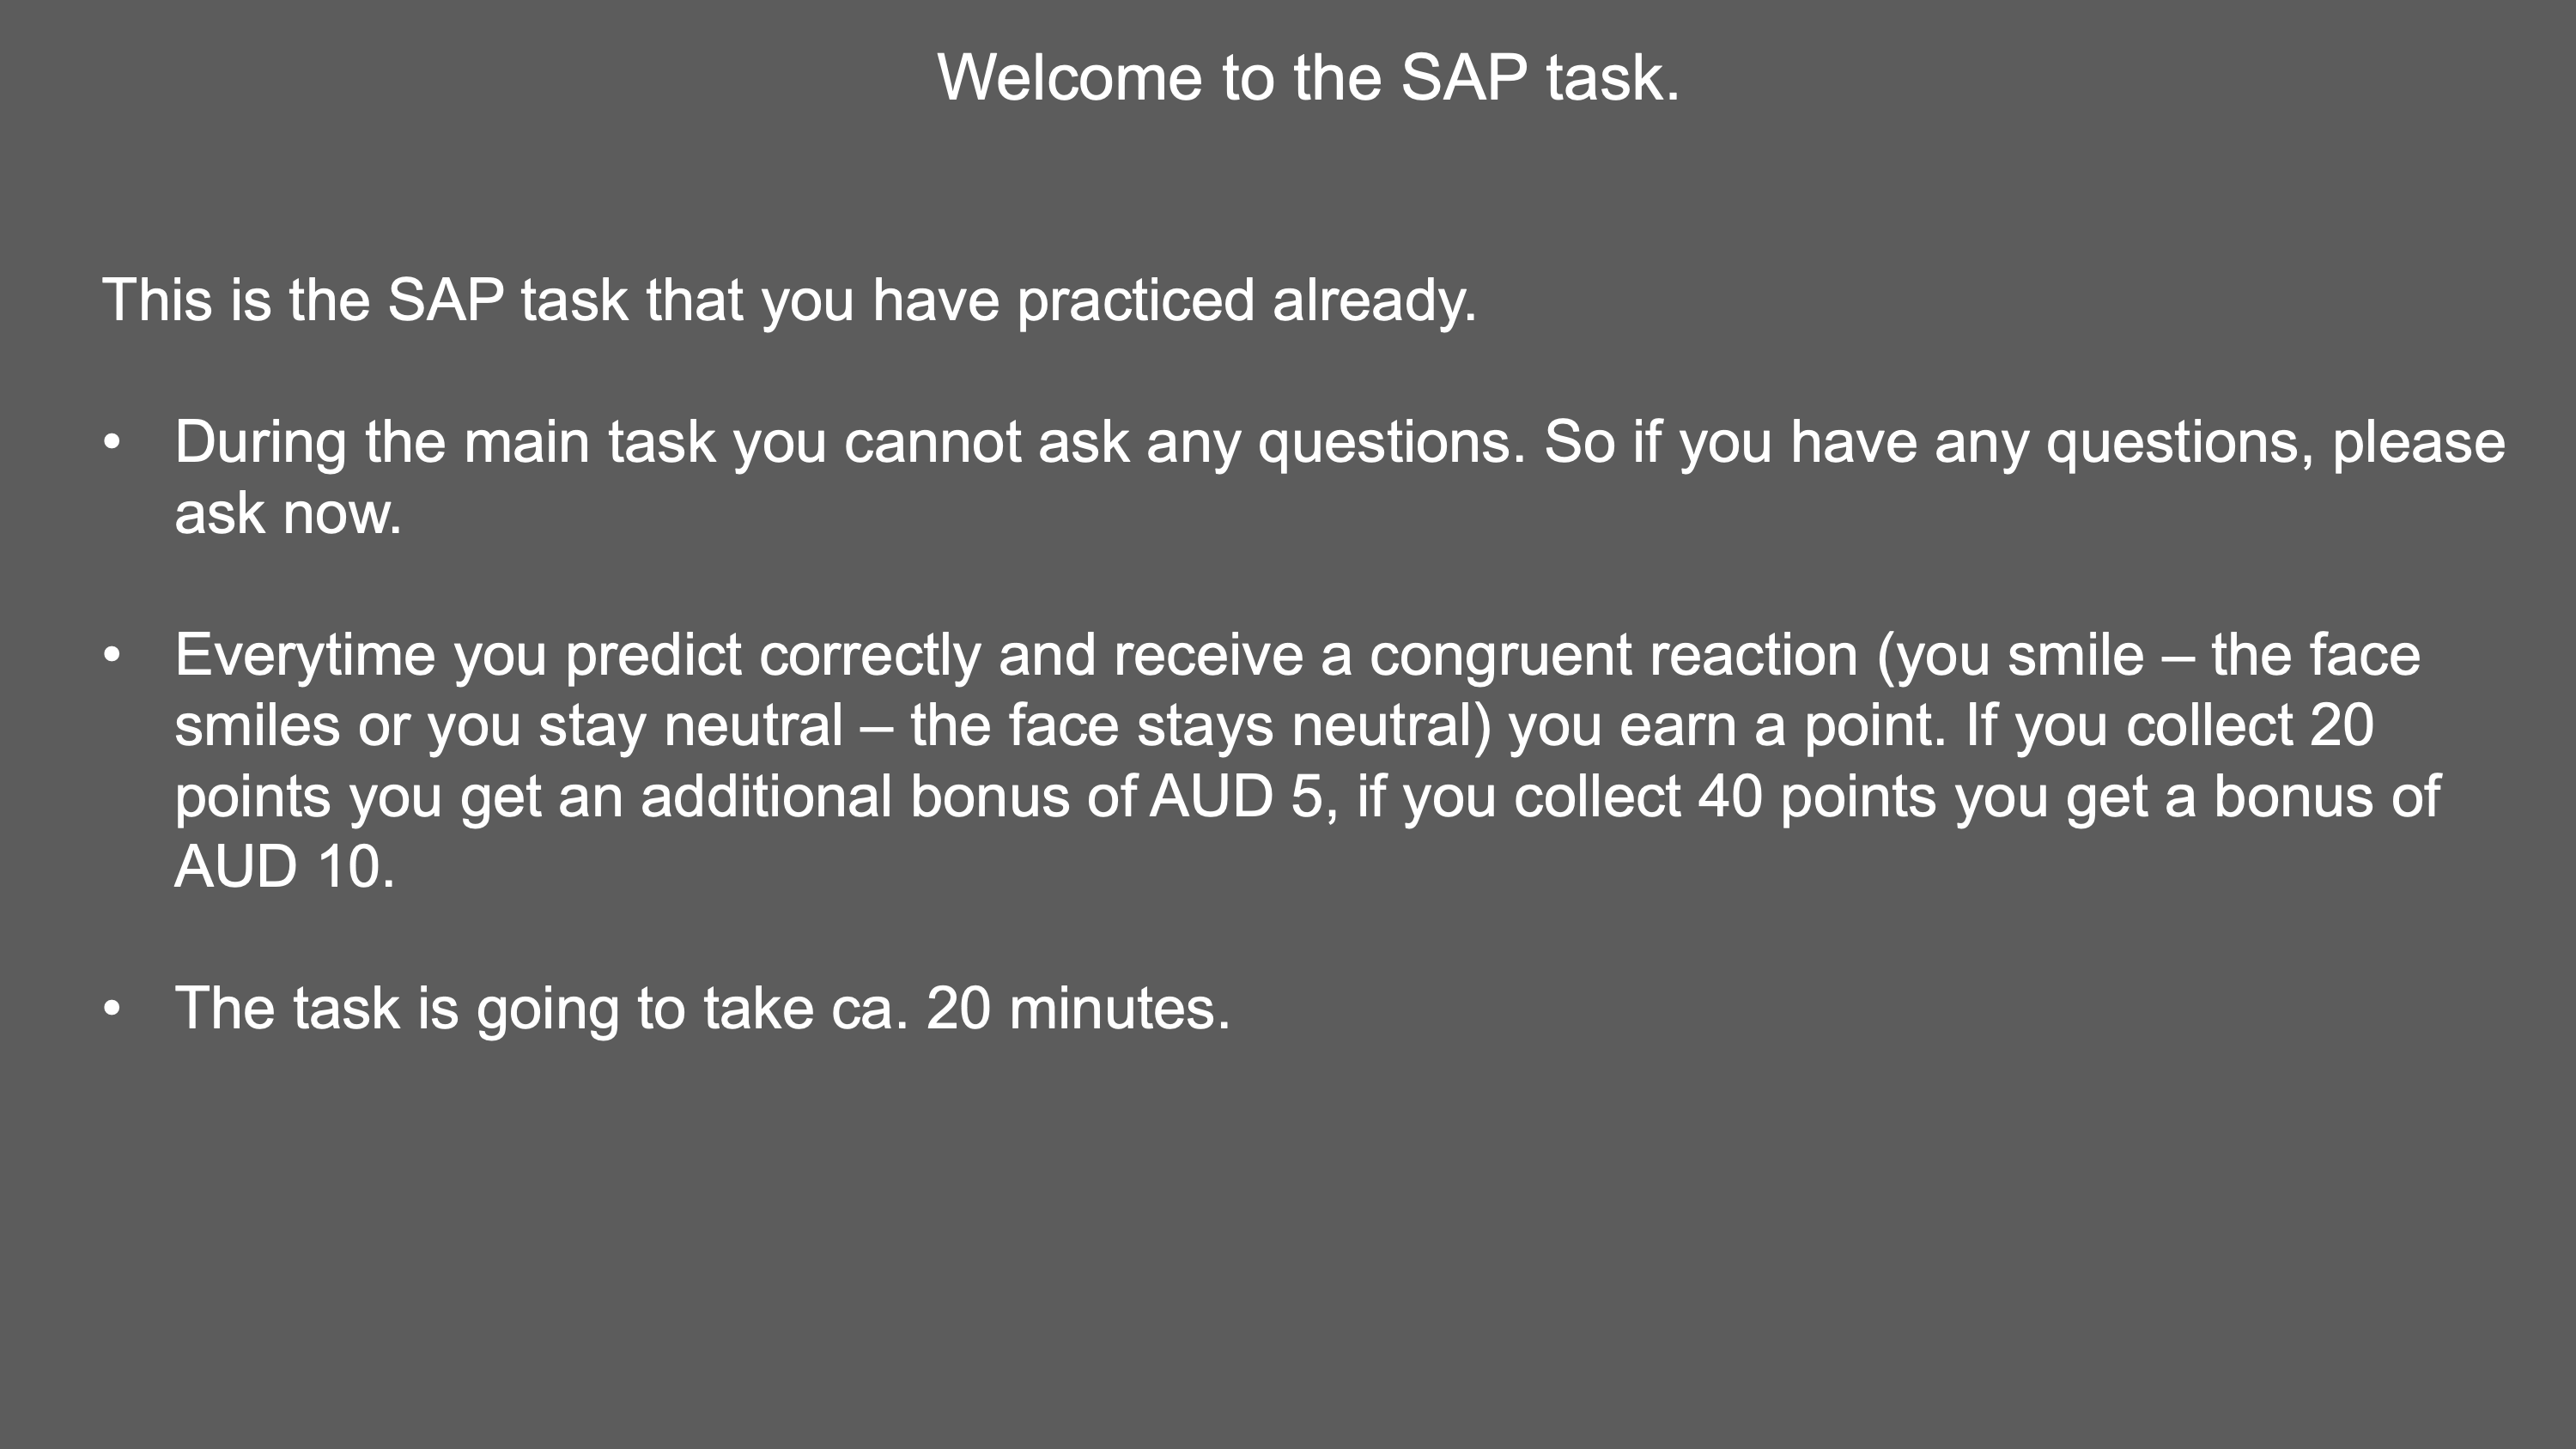 Welcome to the SAP task.
This is the SAP task that you have practiced already.
• During the main task you cannot ask any questions. So if you have any questions, please
ask now.
• Everytime you predict correctly and receive a congruent reaction (you smile – the face
smiles or you stay neutral – the face stays neutral) you earn a point. If you collect 20
points you get an additional bonus of AUD 5, if you collect 40 points you get a bonus of
AUD 10.
• The task is going to take ca. 20 minutes.